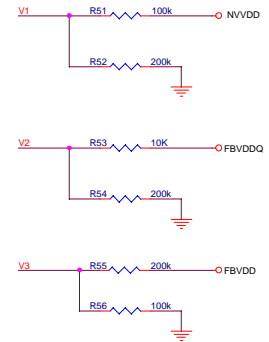 V1 R51 100k NVVDD
R52 200k
V2 R53 10K FBVDDQ
R54 200k
V3 R55 200k FBVDD
R56 100k